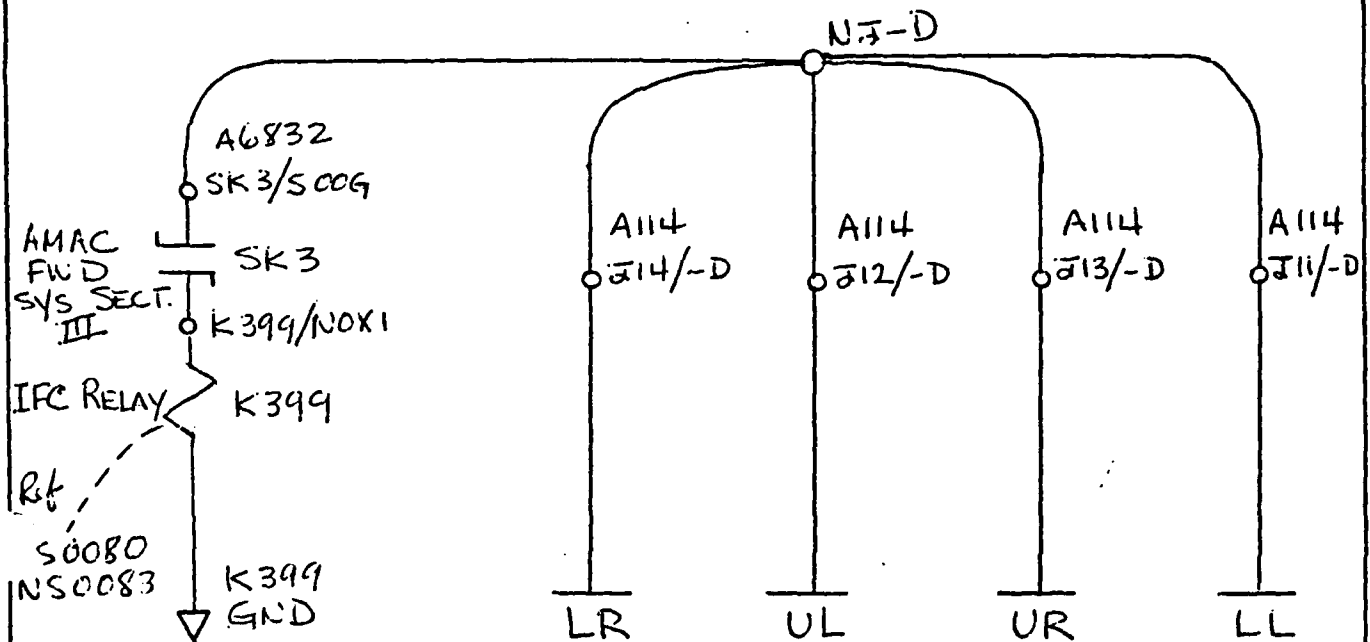 NJ-D
A6832
SK3/S00G
AMAC
FWD
SYS SECT.
III
SK3
K399/NOX1
IFC RELAY
K399
Ref
S0080
NS0083
K399
GND
A114
J14/-D
A114
J12/-D
A114
J13/-D
A114
J11/-D
LR
UL
UR
LL